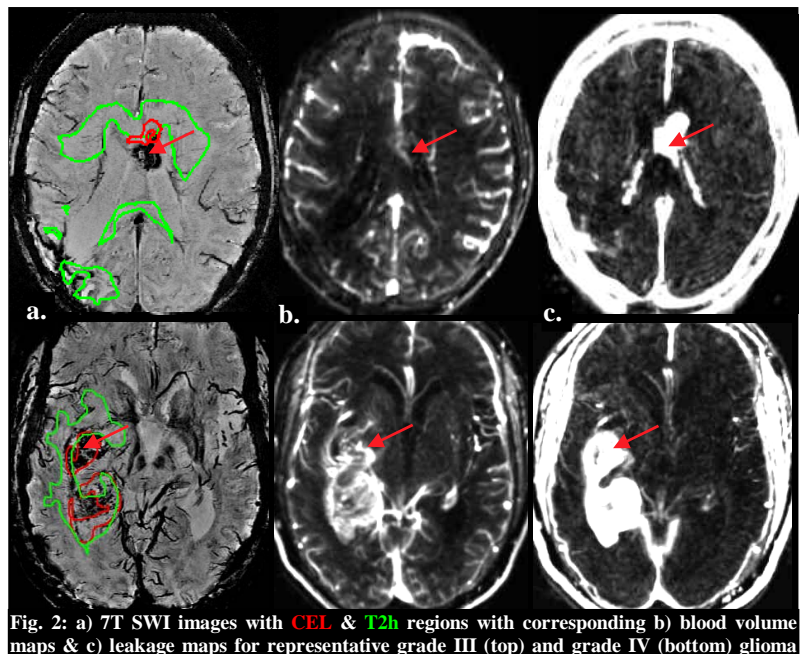 a.
b.
c.
Fig. 2: a) 7T SWI images with CEL & T2h regions with corresponding b) blood volume
maps & c) leakage maps for representative grade III (top) and grade IV (bottom) glioma